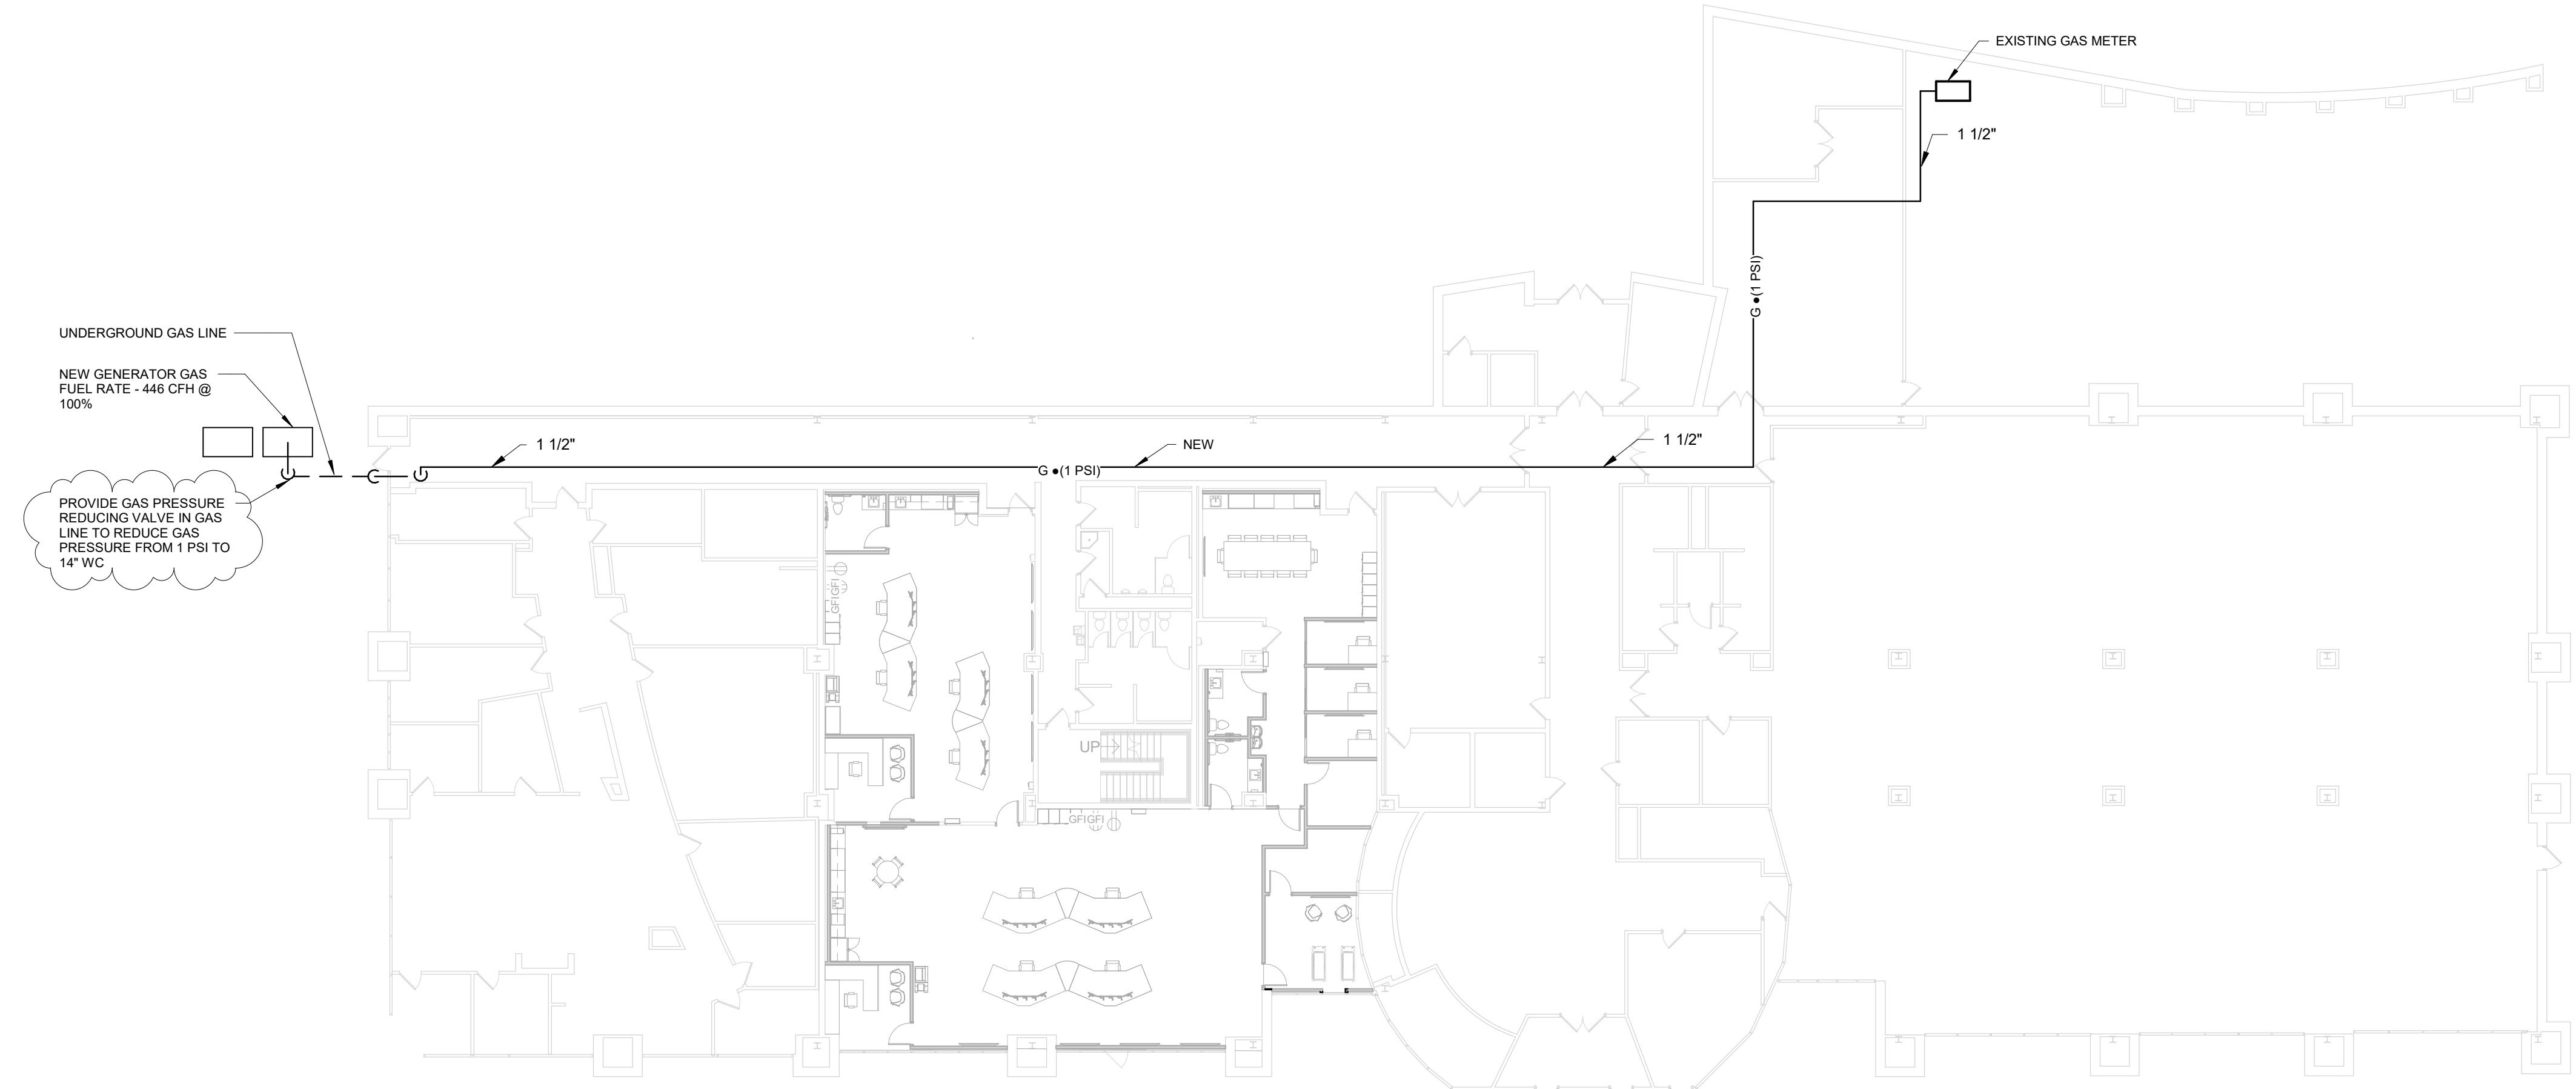 EXISTING GAS METER
1 1/2"
G ●(1 PSI)
UNDERGROUND GAS LINE
NEW GENERATOR GAS
FUEL RATE - 446 CFH @
100%
1 1/2"
NEW
1 1/2"
G ●(1 PSI)
PROVIDE GAS PRESSURE
REDUCING VALVE IN GAS
LINE TO REDUCE GAS
PRESSURE FROM 1 PSI TO
14" WC
GFI
GFI
UP
GFI
GFI